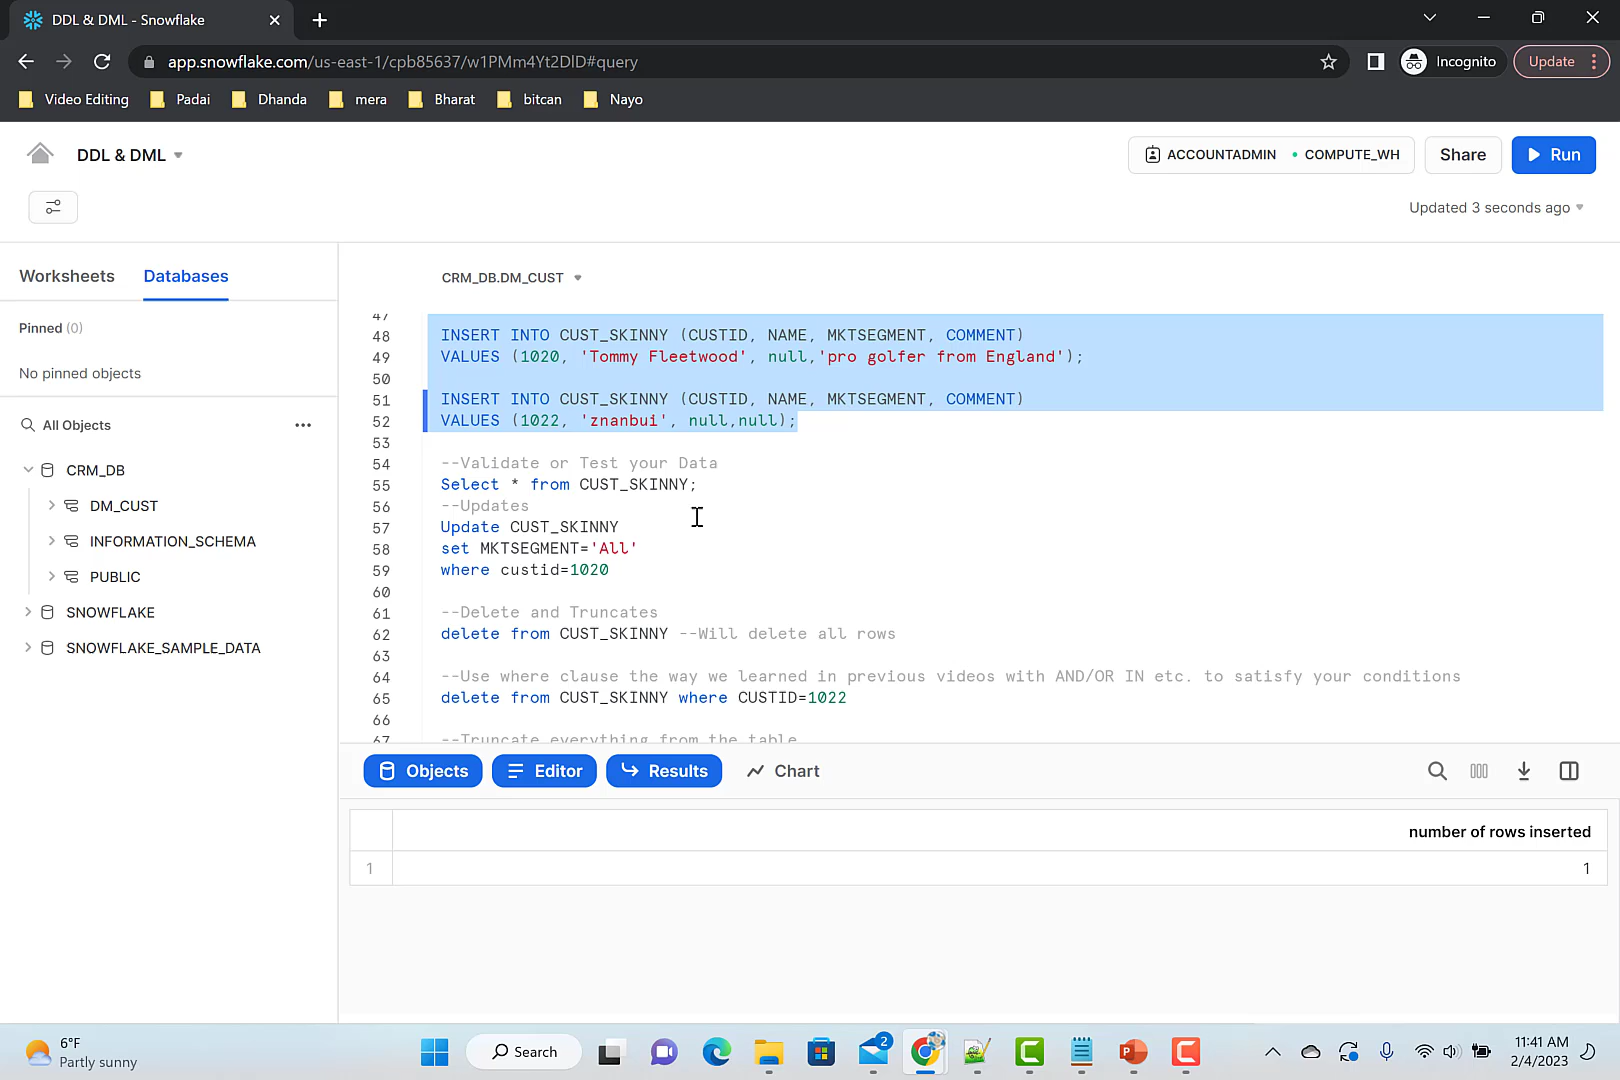 DDL & DML - Snowflake
app.snowflake.com/us-east-1/cpb85637/w1PMm4Yt2DlD#query
Incognito
Update
Video Editing
Padai
Dhanda
mera
Bharat
bitcan
Nayo
DDL & DML
ACCOUNTADMIN
COMPUTE_WH
Share
Run
Updated 3 seconds ago
Worksheets
Databases
Pinned (0)
No pinned objects
All Objects
CRM_DB
DM_CUST
INFORMATION_SCHEMA
PUBLIC
SNOWFLAKE
SNOWFLAKE_SAMPLE_DATA
CRM_DB.DM_CUST
47
48 INSERT INTO CUST_SKINNY (CUSTID, NAME, MKTSEGMENT, COMMENT)
49 VALUES (1020, 'Tommy Fleetwood', null,'pro golfer from England');
50
51 INSERT INTO CUST_SKINNY (CUSTID, NAME, MKTSEGMENT, COMMENT)
52 VALUES (1022, 'znanbui', null,null);
53
54 --Validate or Test your Data
55 Select * from CUST_SKINNY;
56 --Updates
57 Update CUST_SKINNY
58 set MKTSEGMENT='All'
59 where custid=1020
60
61 --Delete and Truncates
62 delete from CUST_SKINNY --Will delete all rows
63
64 --Use where clause the way we learned in previous videos with AND/OR IN etc. to satisfy your conditions
65 delete from CUST_SKINNY where CUSTID=1022
66
67 --Truncate everything from the table
Objects
Editor
Results
Chart
number of rows inserted
1 1
6°F
Partly sunny
Search
2
11:41 AM
2/4/2023